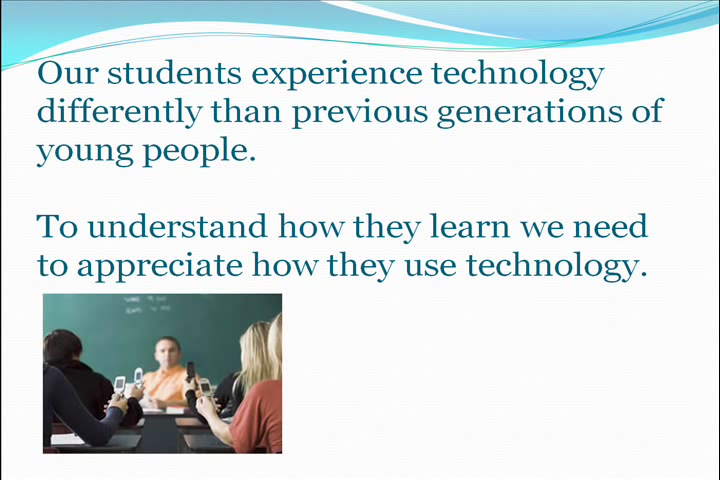 Our students experience technology
differently than previous generations of
young people.
To understand how they learn we need
to appreciate how they use technology.